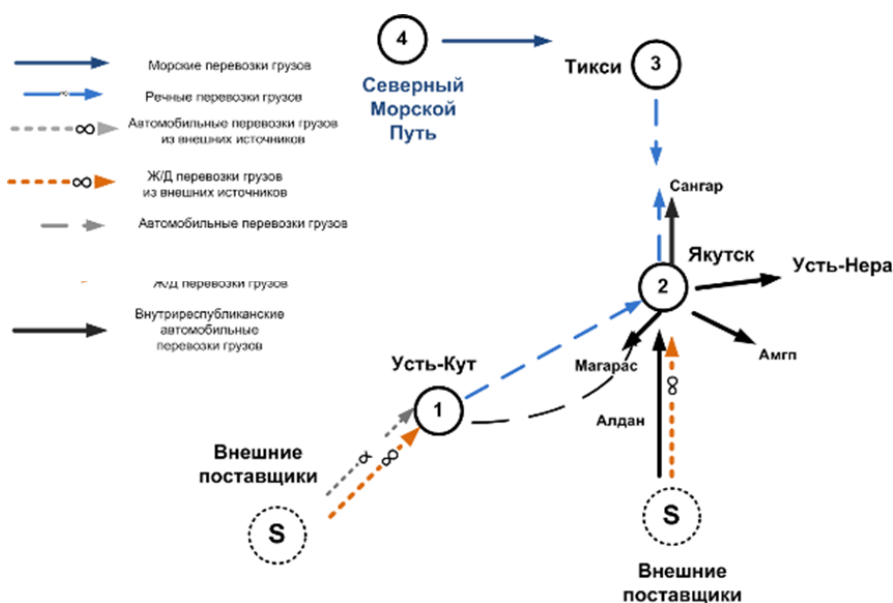 Морские перевозки грузов
Речные перевозки грузов
∞
Автомобильные перевозки грузов
из внешних источников
∞
Ж/Д перевозки грузов
из внешних источников
Автомобильные перевозки грузов
Ж/Д перевозки грузов
Внутриреспубликанские
автомобильные
перевозки грузов
4
Северный
Морской
Путь
Тикси
3
Сангар
Якутск
2
Усть-Нера
Магарас
Амгп
Алдан
∞
Усть-Кут
1
∞
Внешние
поставщики
S
S
Внешние
поставщики